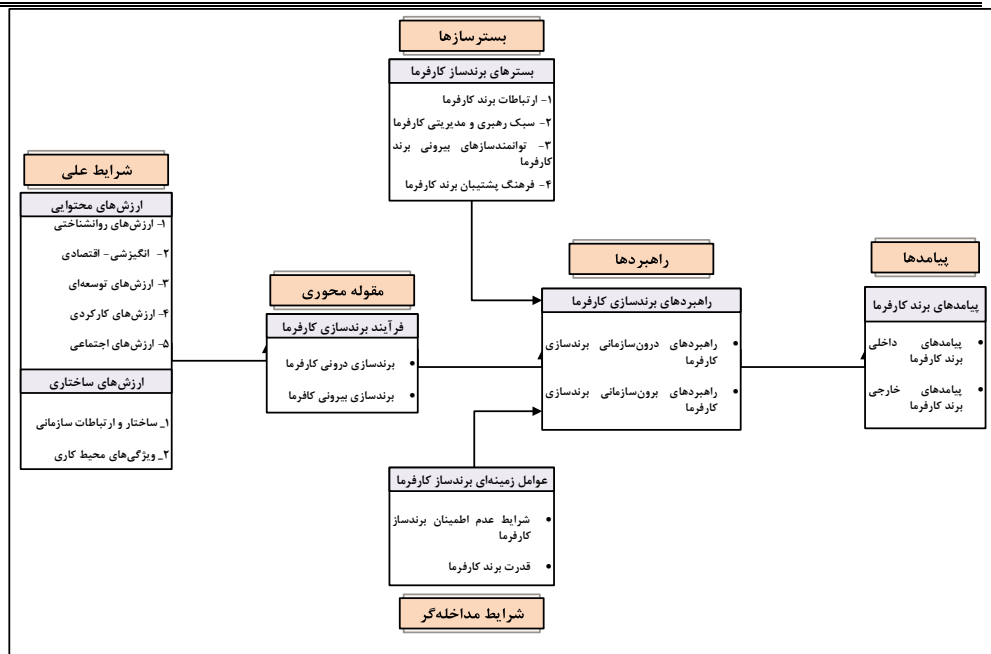 بسترسازها
بسترهای برندساز کارفرما
۱- ارتباطات برند کارفرما
۲- سبک رهبری و مدیریتی کارفرما
۳- توانمندسازهای بیرونی برند
کارفرما
۴- فرهنگ پشتیبان برند کارفرما
شرایط علی
ارزش‌های محتوایی
۱- ارزش‌های روانشناختی
۲- انگیزشی - اقتصادی
۳- ارزش‌های توسعه‌ای
۴- ارزش‌های کارکردی
۵- ارزش‌های اجتماعی
ارزش‌های ساختاری
۱_ ساختار و ارتباطات سازمانی
۲_ ویژگی‌های محیط کاری
مقوله محوری
فرآیند برندسازی کارفرما
• برندسازی درونی کارفرما
• برندسازی بیرونی کافرما
راهبردها
راهبردهای برندسازی کارفرما
• راهبردهای درون‌سازمانی برندسازی
کارفرما
• راهبردهای برون‌سازمانی برندسازی
کارفرما
پیامدها
پیامدهای برند کارفرما
• پیامدهای داخلی
برند کارفرما
• پیامدهای خارجی
برند کارفرما
عوامل زمینه‌ای برندساز کارفرما
• شرایط عدم اطمینان برندساز
کارفرما
• قدرت برند کارفرما
شرایط مداخله‌گر